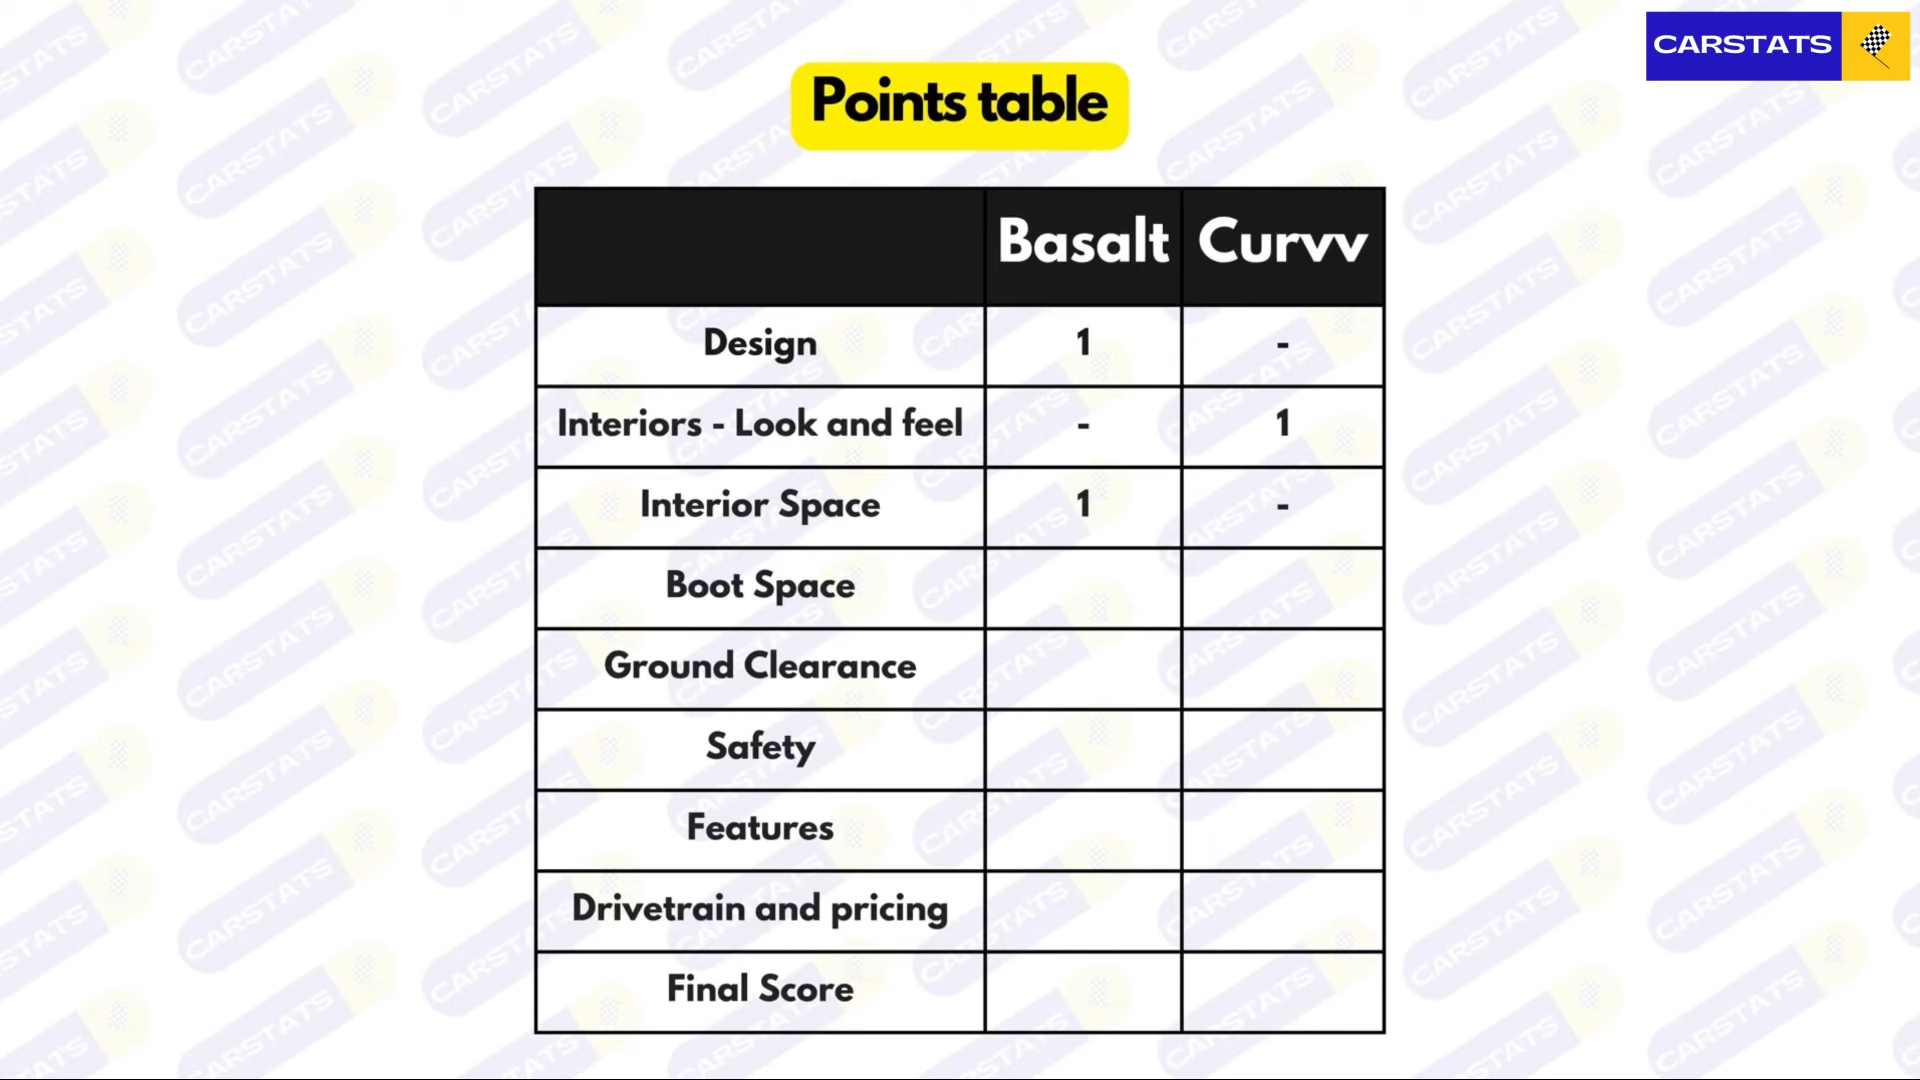 CARSTATS
Points table
Basalt Curvv
Design 1 -
Interiors - Look and feel - 1
Interior Space 1 -
Boot Space
Ground Clearance
Safety
Features
Drivetrain and pricing
Final Score